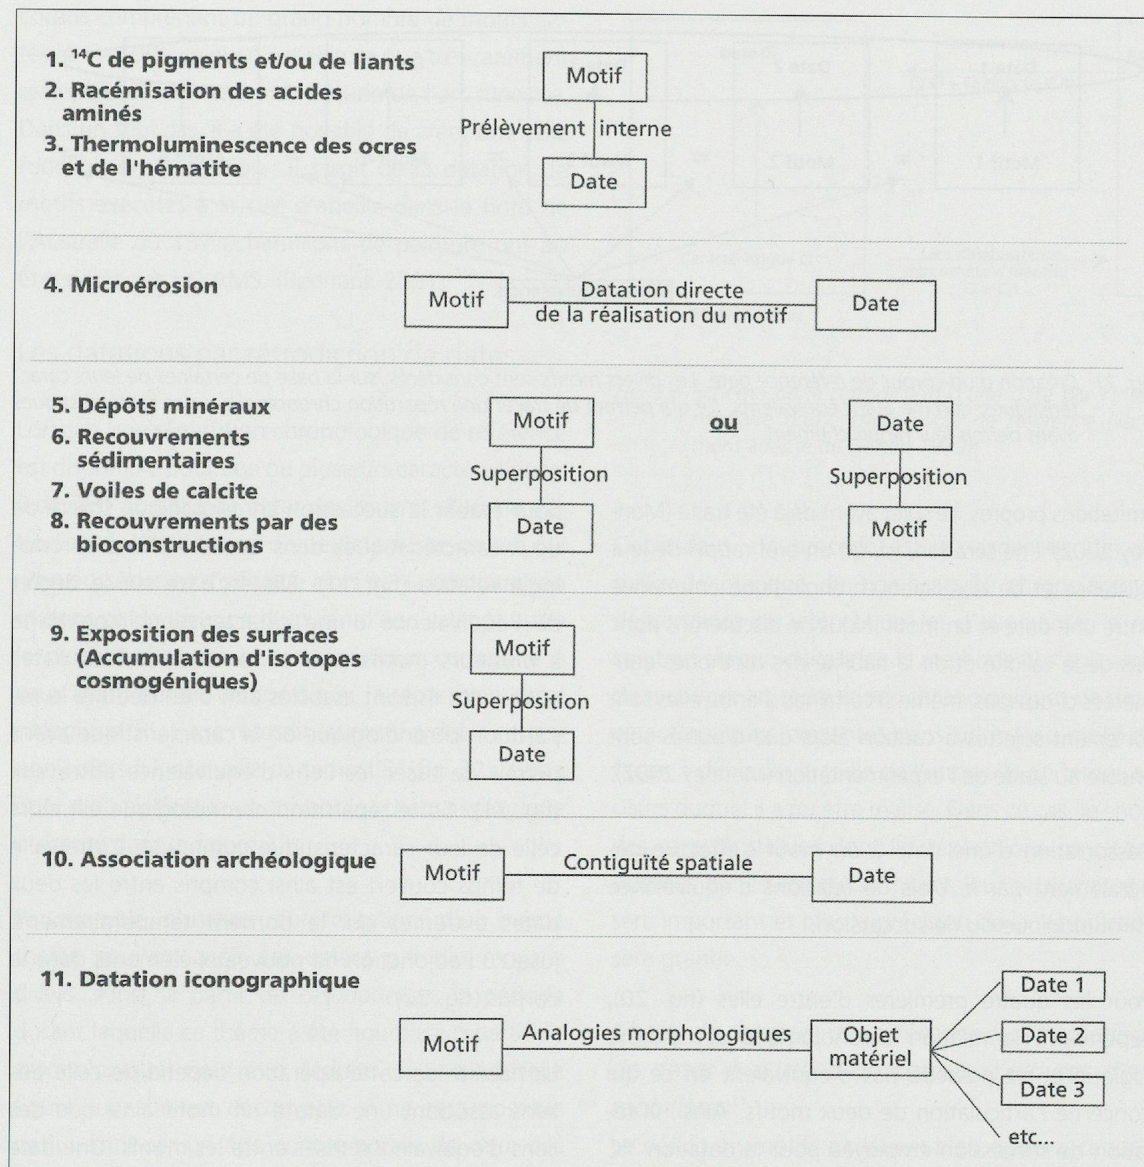 1. ¹⁴C de pigments et/ou de liants
2. Racémisation des acides
aminés
3. Thermoluminescence des ocres
et de l'hématite
Motif
Prélèvement interne
Date
4. Microérosion
Motif
Datation directe
de la réalisation du motif
Date
5. Dépôts minéraux
6. Recouvrements
sédimentaires
7. Voiles de calcite
8. Recouvrements par des
bioconstructions
Motif
Superposition
Date
ou
Date
Superposition
Motif
9. Exposition des surfaces
(Accumulation d'isotopes
cosmogéniques)
Motif
Superposition
Date
10. Association archéologique
Motif
Contiguïté spatiale
Date
11. Datation iconographique
Motif
Analogies morphologiques
Objet
matériel
Date 1
Date 2
Date 3
etc...